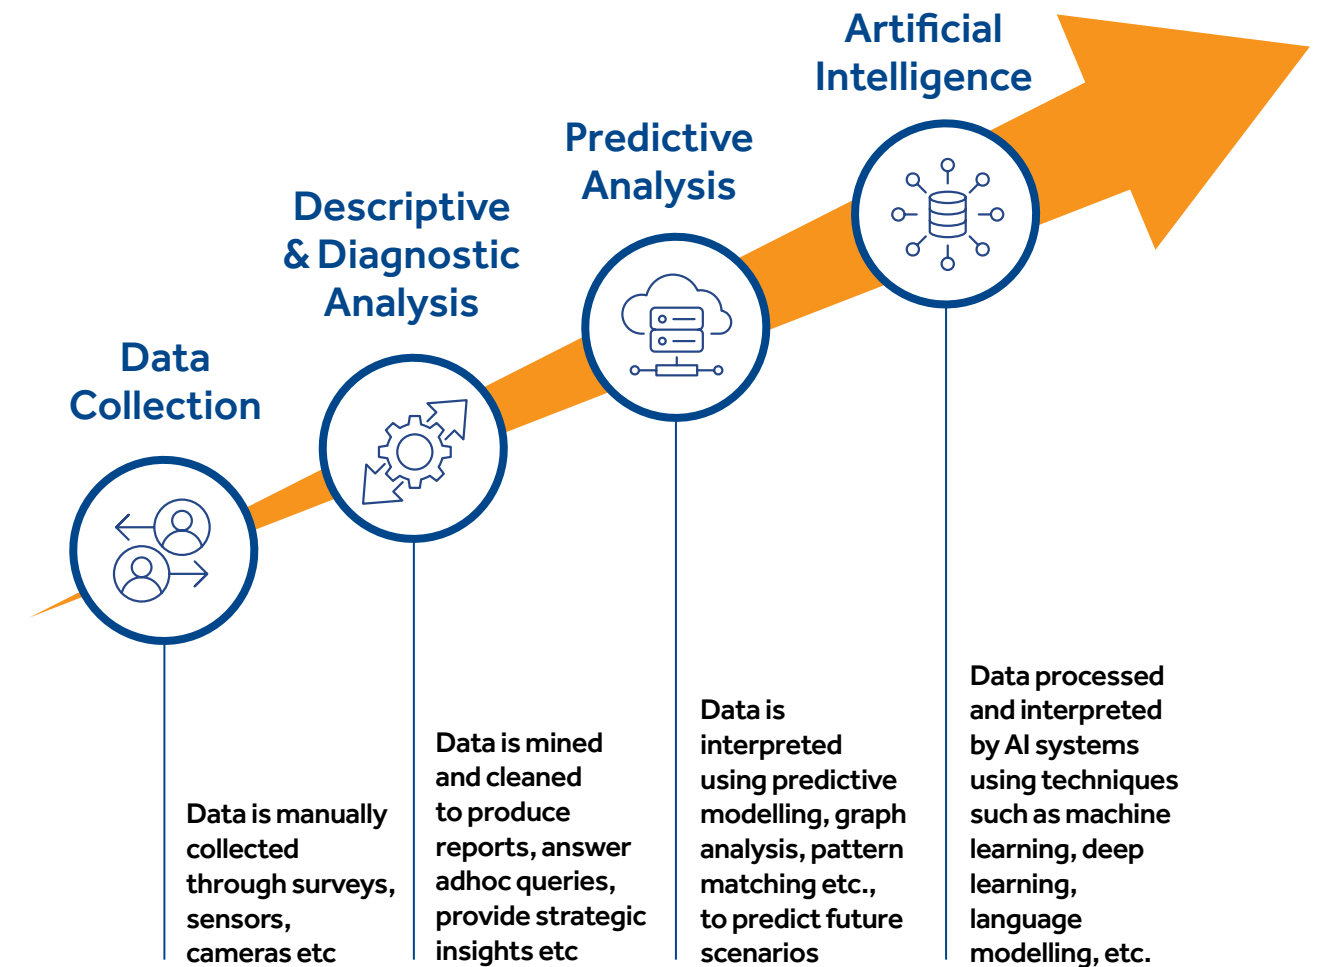 Data
Collection
Data is manually
collected
through surveys,
sensors,
cameras etc
Descriptive
& Diagnostic
Analysis
Data is mined
and cleaned
to produce
reports, answer
adhoc queries,
provide strategic
insights etc
Predictive
Analysis
Data is
interpreted
using predictive
modelling, graph
analysis, pattern
matching etc.,
to predict future
scenarios
Artificial
Intelligence
Data processed
and interpreted
by AI systems
using techniques
such as machine
learning, deep
learning,
language
modelling, etc.